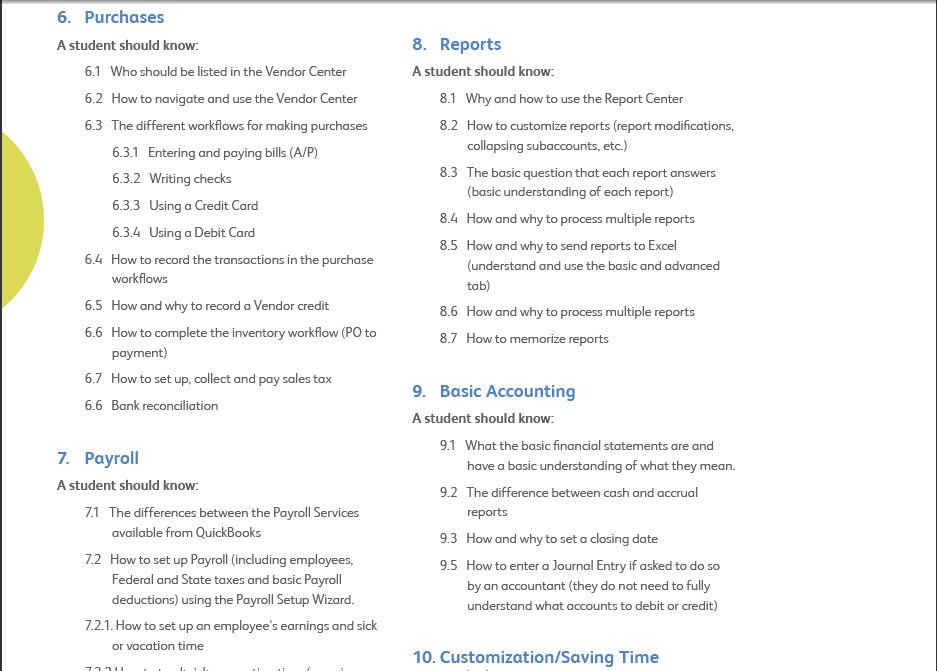 6. Purchases
A student should know:
6.1 Who should be listed in the Vendor Center
6.2 How to navigate and use the Vendor Center
6.3 The different workflows for making purchases
6.3.1 Entering and paying bills (A/P)
6.3.2 Writing checks
6.3.3 Using a Credit Card
6.3.4 Using a Debit Card
6.4 How to record the transactions in the purchase
workflows
6.5 How and why to record a Vendor credit
6.6 How to complete the inventory workflow (PO to
payment)
6.7 How to set up, collect and pay sales tax
6.6 Bank reconciliation
7. Payroll
A student should know:
7.1 The differences between the Payroll Services
available from QuickBooks
7.2 How to set up Payroll (including employees,
Federal and State taxes and basic Payroll
deductions) using the Payroll Setup Wizard.
7.2.1. How to set up an employee's earnings and sick
or vacation time
8. Reports
A student should know:
8.1 Why and how to use the Report Center
8.2 How to customize reports (report modifications,
collapsing subaccounts, etc.)
8.3 The basic question that each report answers
(basic understanding of each report)
8.4 How and why to process multiple reports
8.5 How and why to send reports to Excel
(understand and use the basic and advanced
tab)
8.6 How and why to process multiple reports
8.7 How to memorize reports
9. Basic Accounting
A student should know:
9.1 What the basic financial statements are and
have a basic understanding of what they mean.
9.2 The difference between cash and accrual
reports
9.3 How and why to set a closing date
9.5 How to enter a Journal Entry if asked to do so
by an accountant (they do not need to fully
understand what accounts to debit or credit)
10. Customization/Saving Time